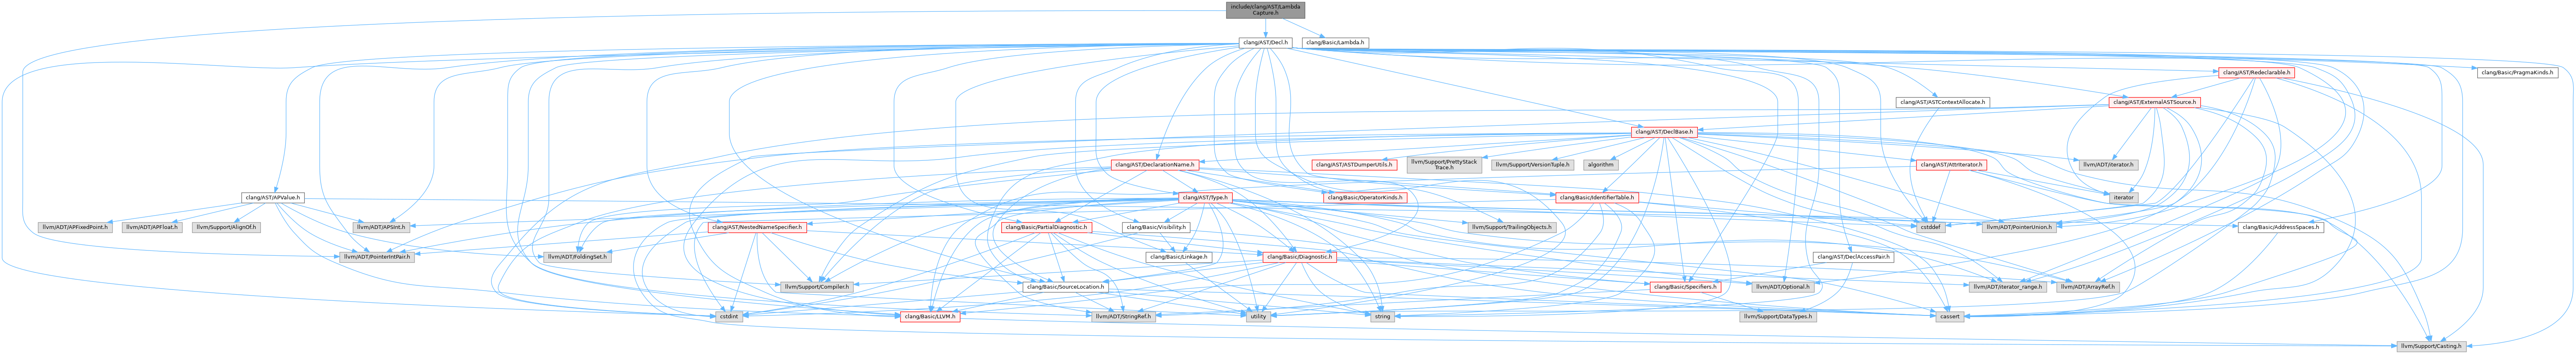 include/clang/AST/Lambda
Capture.h
clang/AST/Decl.h
clang/Basic/Lambda.h
clang/AST/Redeclarable.h
clang/Basic/PragmaKinds.h
clang/AST/ASTContextAllocate.h
clang/AST/ExternalASTSource.h
clang/AST/DeclBase.h
clang/AST/DeclarationName.h
clang/AST/ASTDumperUtils.h
llvm/Support/PrettyStack
Trace.h
llvm/Support/VersionTuple.h
algorithm
clang/AST/AttrIterator.h
llvm/ADT/iterator.h
clang/AST/APValue.h
clang/AST/Type.h
clang/Basic/OperatorKinds.h
clang/Basic/IdentifierTable.h
iterator
llvm/ADT/APFixedPoint.h
llvm/ADT/APFloat.h
llvm/Support/AlignOf.h
llvm/ADT/APSInt.h
clang/AST/NestedNameSpecifier.h
clang/Basic/PartialDiagnostic.h
clang/Basic/Visibility.h
llvm/Support/TrailingObjects.h
cstddef
llvm/ADT/PointerUnion.h
clang/Basic/AddressSpaces.h
llvm/ADT/PointerIntPair.h
llvm/ADT/FoldingSet.h
clang/Basic/Linkage.h
clang/Basic/Diagnostic.h
clang/AST/DeclAccessPair.h
llvm/Support/Compiler.h
clang/Basic/SourceLocation.h
clang/Basic/Specifiers.h
llvm/ADT/Optional.h
llvm/ADT/iterator_range.h
llvm/ADT/ArrayRef.h
cstdint
clang/Basic/LLVM.h
llvm/ADT/StringRef.h
utility
string
llvm/Support/DataTypes.h
cassert
llvm/Support/Casting.h